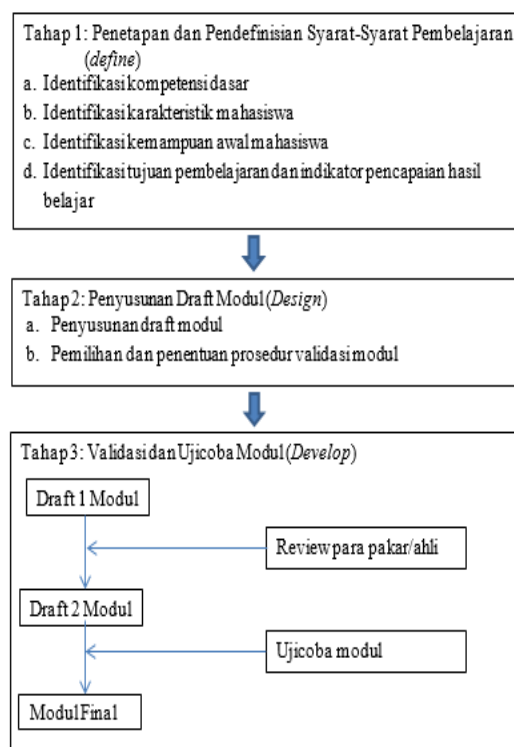 Tahap 1: Penetapan dan Pendefinisian Syarat-Syarat Pembelajaran
(define)
a. Identifikasi kompetensi dasar
b. Identifikasi karakteristik mahasiswa
c. Identifikasi kemampuan awal mahasiswa
d. Identifikasi tujuan pembelajaran dan indikator pencapaian hasil
belajar
Tahap 2: Penyusunan Draft Modul (Design)
a. Penyusunan draft modul
b. Pemilihan dan penentuan prosedur validasi modul
Tahap 3: Validasi dan Ujicoba Modul (Develop)
Draft 1 Modul
Review para pakar/ahli
Draft 2 Modul
Ujicoba modul
Modul Final